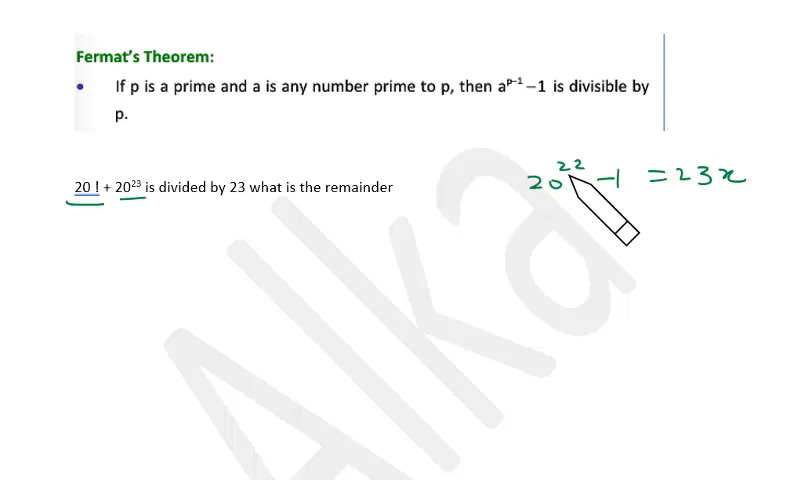 Fermat's Theorem:
• If p is a prime and a is any number prime to p, then a^{p-1} – 1 is divisible by
p.
20^{22} – 1 = 23x
20 ! + 20^{23} is divided by 23 what is the remainder
Alka